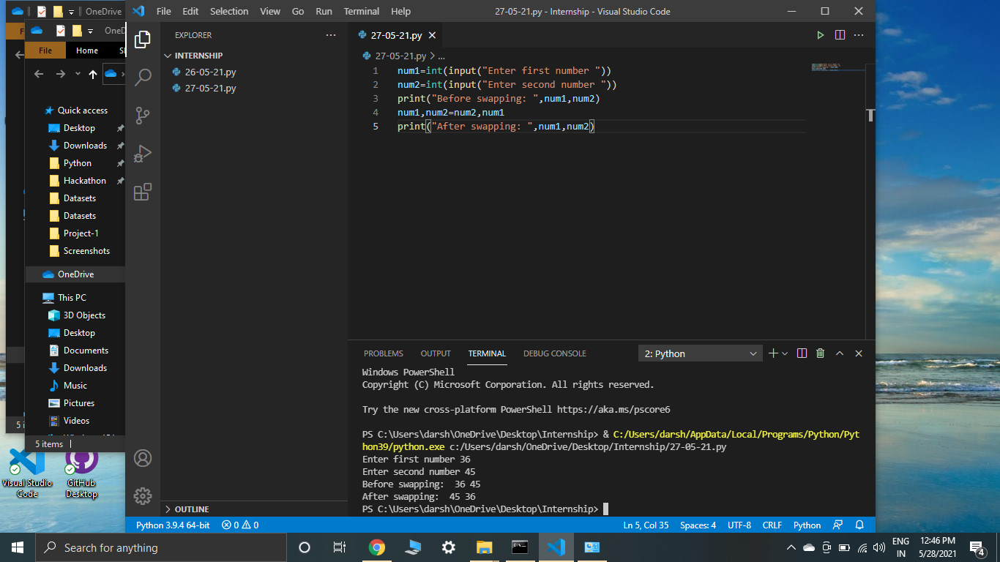 OneDrive
File Edit Selection View Go Run Terminal Help
27-05-21.py - Internship - Visual Studio Code
F
OneD
File Home
5 i
Quick access
Desktop
Downloads
Python
Hackathon
Datasets
Datasets
Project-1
Screenshots
OneDrive
This PC
3D Objects
Desktop
Documents
Downloads
Music
Pictures
Videos
5 items
Visual Studio
Code
GitHub
Desktop
EXPLORER ...
INTERNSHIP
26-05-21.py
27-05-21.py
OUTLINE
27-05-21.py
27-05-21.py > ...
1 num1=int(input("Enter first number "))
2 num2=int(input("Enter second number "))
3 print("Before swapping: ",num1,num2)
4 num1,num2=num2,num1
5 print("After swapping: ",num1,num2)
PROBLEMS OUTPUT TERMINAL DEBUG CONSOLE 2: Python
Windows PowerShell
Copyright (C) Microsoft Corporation. All rights reserved.
Try the new cross-platform PowerShell https://aka.ms/pscore6
PS C:\Users\darsh\OneDrive\Desktop\Internship> & C:/Users/darsh/AppData/Local/Programs/Python/Pyt
hon39/python.exe c:/Users/darsh/OneDrive/Desktop/Internship/27-05-21.py
Enter first number 36
Enter second number 45
Before swapping:  36 45
After swapping:  45 36
PS C:\Users\darsh\OneDrive\Desktop\Internship>
Python 3.9.4 64-bit 0 0 Ln 5, Col 35 Spaces: 4 UTF-8 CRLF Python
Search for anything
ENG
IN
12:46 PM
5/28/2021
4